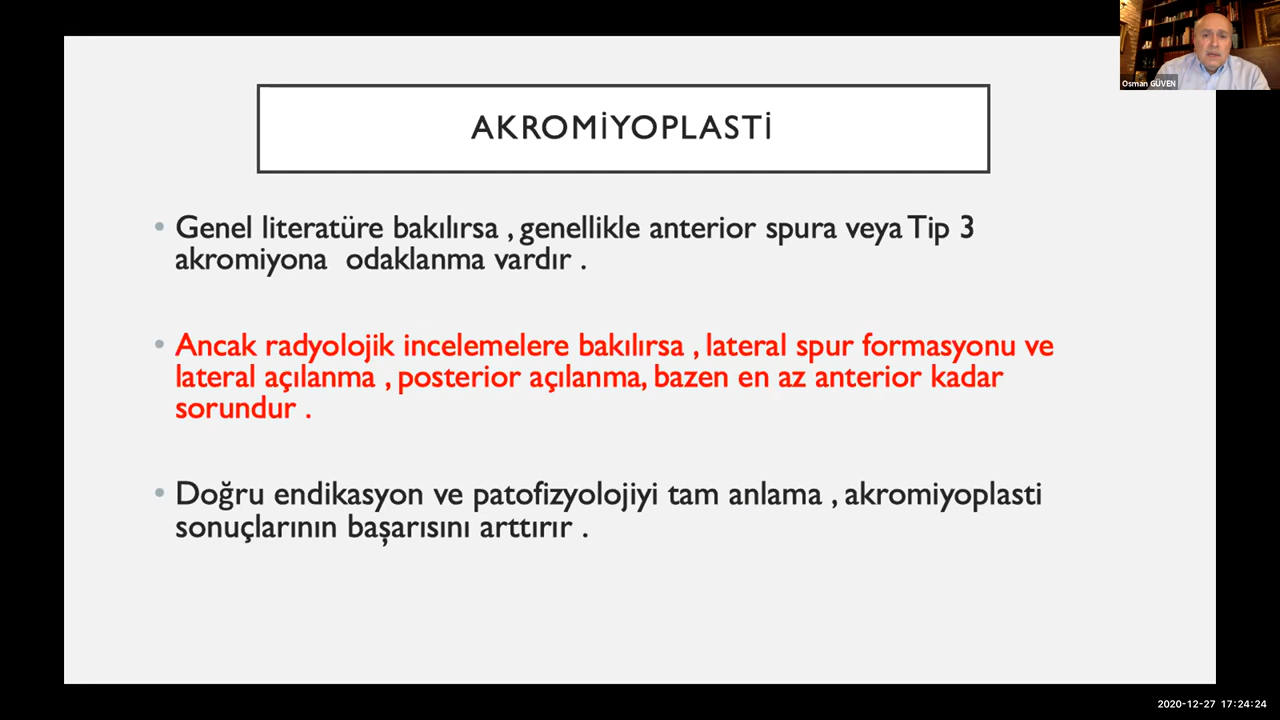 Osman GÜVEN
AKROMİYOPLASTİ
• Genel literatüre bakılırsa , genellikle anterior spura veya Tip 3
akromiyona odaklanma vardır .
• Ancak radyolojik incelemelere bakılırsa , lateral spur formasyonu ve
lateral açılanma , posterior açılanma, bazen en az anterior kadar
sorundur .
• Doğru endikasyon ve patofizyolojiyi tam anlama , akromiyoplasti
sonuçlarının başarısını arttırır .
2020-12-27 17:24:24